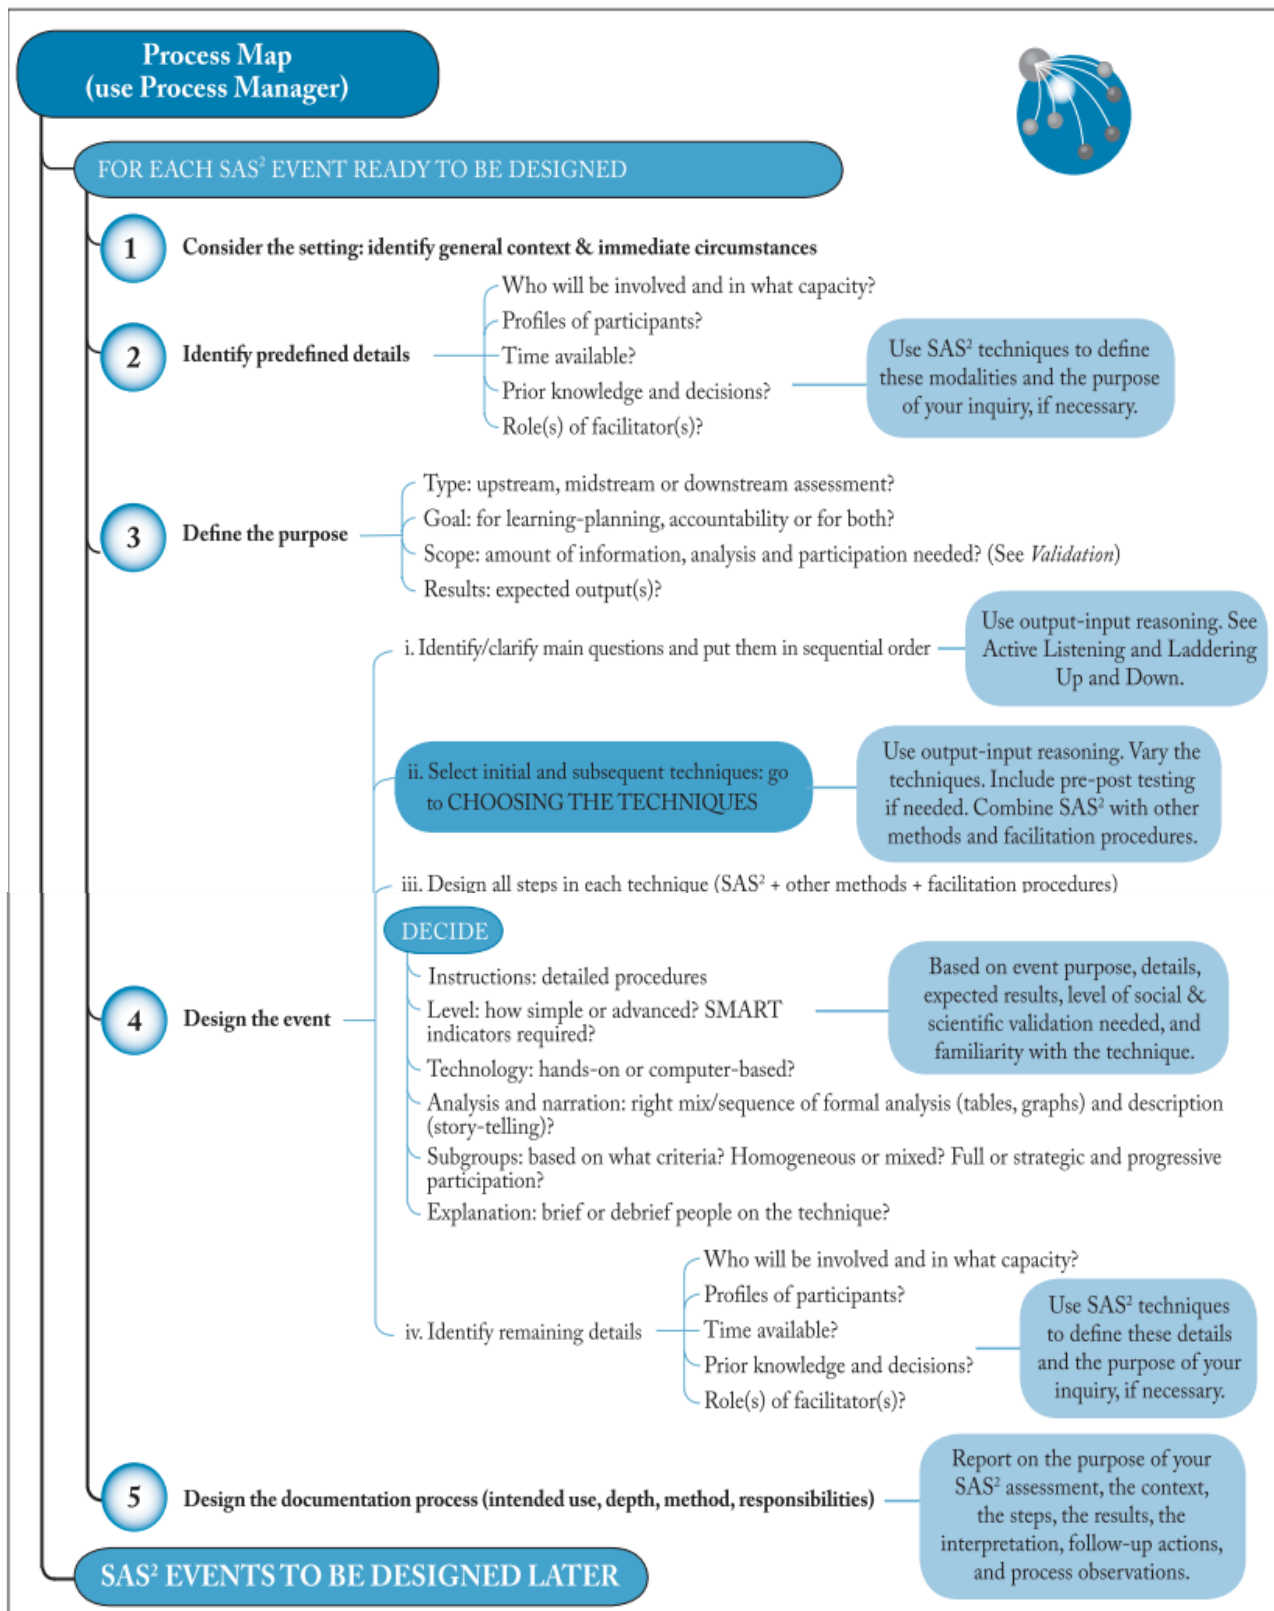 Process Map
(use Process Manager)
FOR EACH SAS² EVENT READY TO BE DESIGNED
1
Consider the setting: identify general context & immediate circumstances
2
Identify predefined details
Who will be involved and in what capacity?
Profiles of participants?
Time available?
Prior knowledge and decisions?
Role(s) of facilitator(s)?
Use SAS² techniques to define
these modalities and the purpose
of your inquiry, if necessary.
3
Define the purpose
Type: upstream, midstream or downstream assessment?
Goal: for learning-planning, accountability or for both?
Scope: amount of information, analysis and participation needed? (See Validation)
Results: expected output(s)?
i. Identify/clarify main questions and put them in sequential order
Use output-input reasoning. See
Active Listening and Laddering
Up and Down.
ii. Select initial and subsequent techniques: go
to CHOOSING THE TECHNIQUES
Use output-input reasoning. Vary the
techniques. Include pre-post testing
if needed. Combine SAS² with other
methods and facilitation procedures.
iii. Design all steps in each technique (SAS² + other methods + facilitation procedures)
4
Design the event
DECIDE
Instructions: detailed procedures
Level: how simple or advanced? SMART
indicators required?
Based on event purpose, details,
expected results, level of social &
scientific validation needed, and
familiarity with the technique.
Technology: hands-on or computer-based?
Analysis and narration: right mix/sequence of formal analysis (tables, graphs) and description
(story-telling)?
Subgroups: based on what criteria? Homogeneous or mixed? Full or strategic and progressive
participation?
Explanation: brief or debrief people on the technique?
iv. Identify remaining details
Who will be involved and in what capacity?
Profiles of participants?
Time available?
Prior knowledge and decisions?
Role(s) of facilitator(s)?
Use SAS² techniques
to define these details
and the purpose of your
inquiry, if necessary.
5
Design the documentation process (intended use, depth, method, responsibilities)
Report on the purpose of your
SAS² assessment, the context,
the steps, the results, the
interpretation, follow-up actions,
and process observations.
SAS² EVENTS TO BE DESIGNED LATER